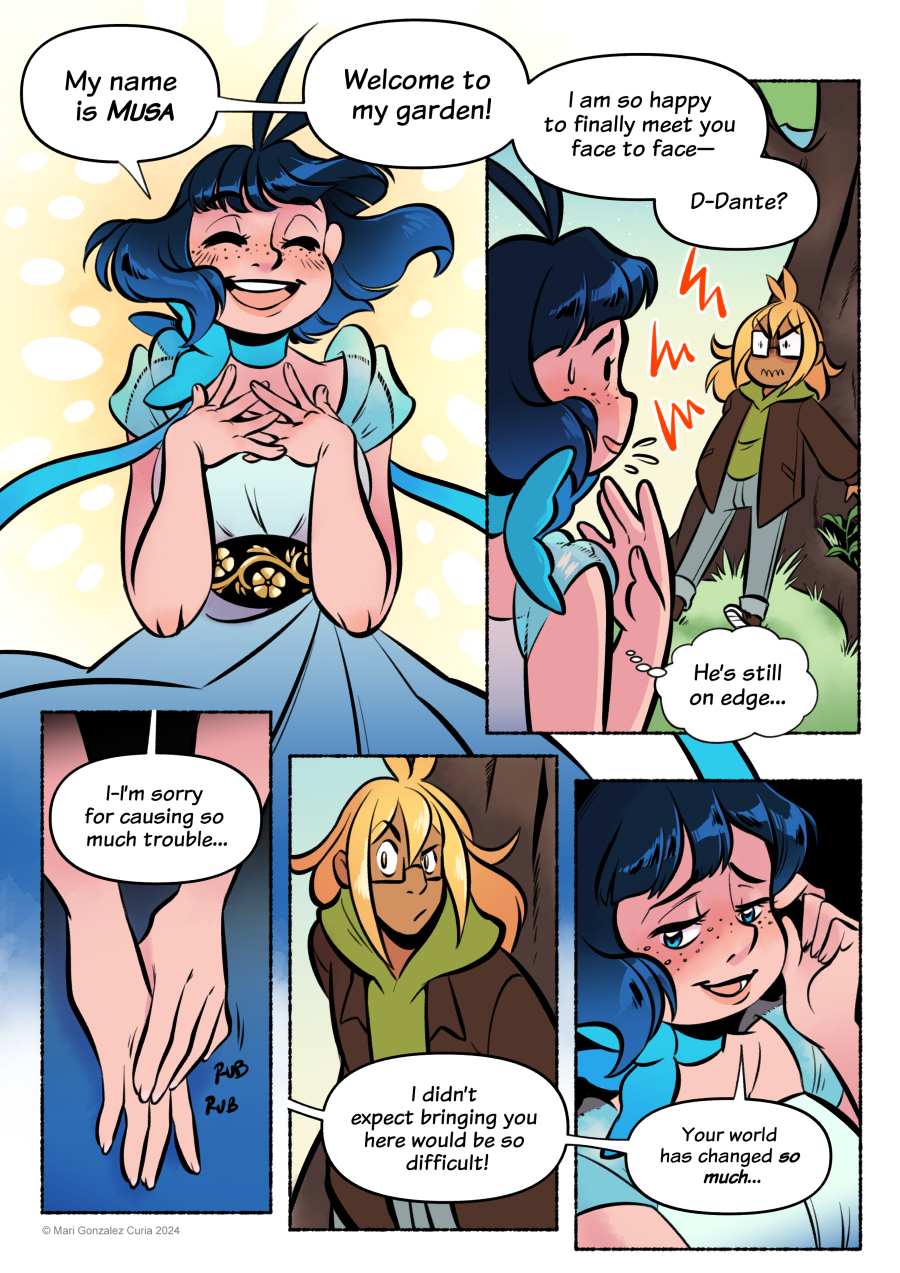 My name
is MUSA
Welcome to
my garden!
I am so happy
to finally meet you
face to face—
D-Dante?
He's still
on edge...
I-I'm sorry
for causing so
much trouble...
RUB
RUB
I didn't
expect bringing you
here would be so
difficult!
Your world
has changed so
much...
© Mari Gonzalez Curia 2024